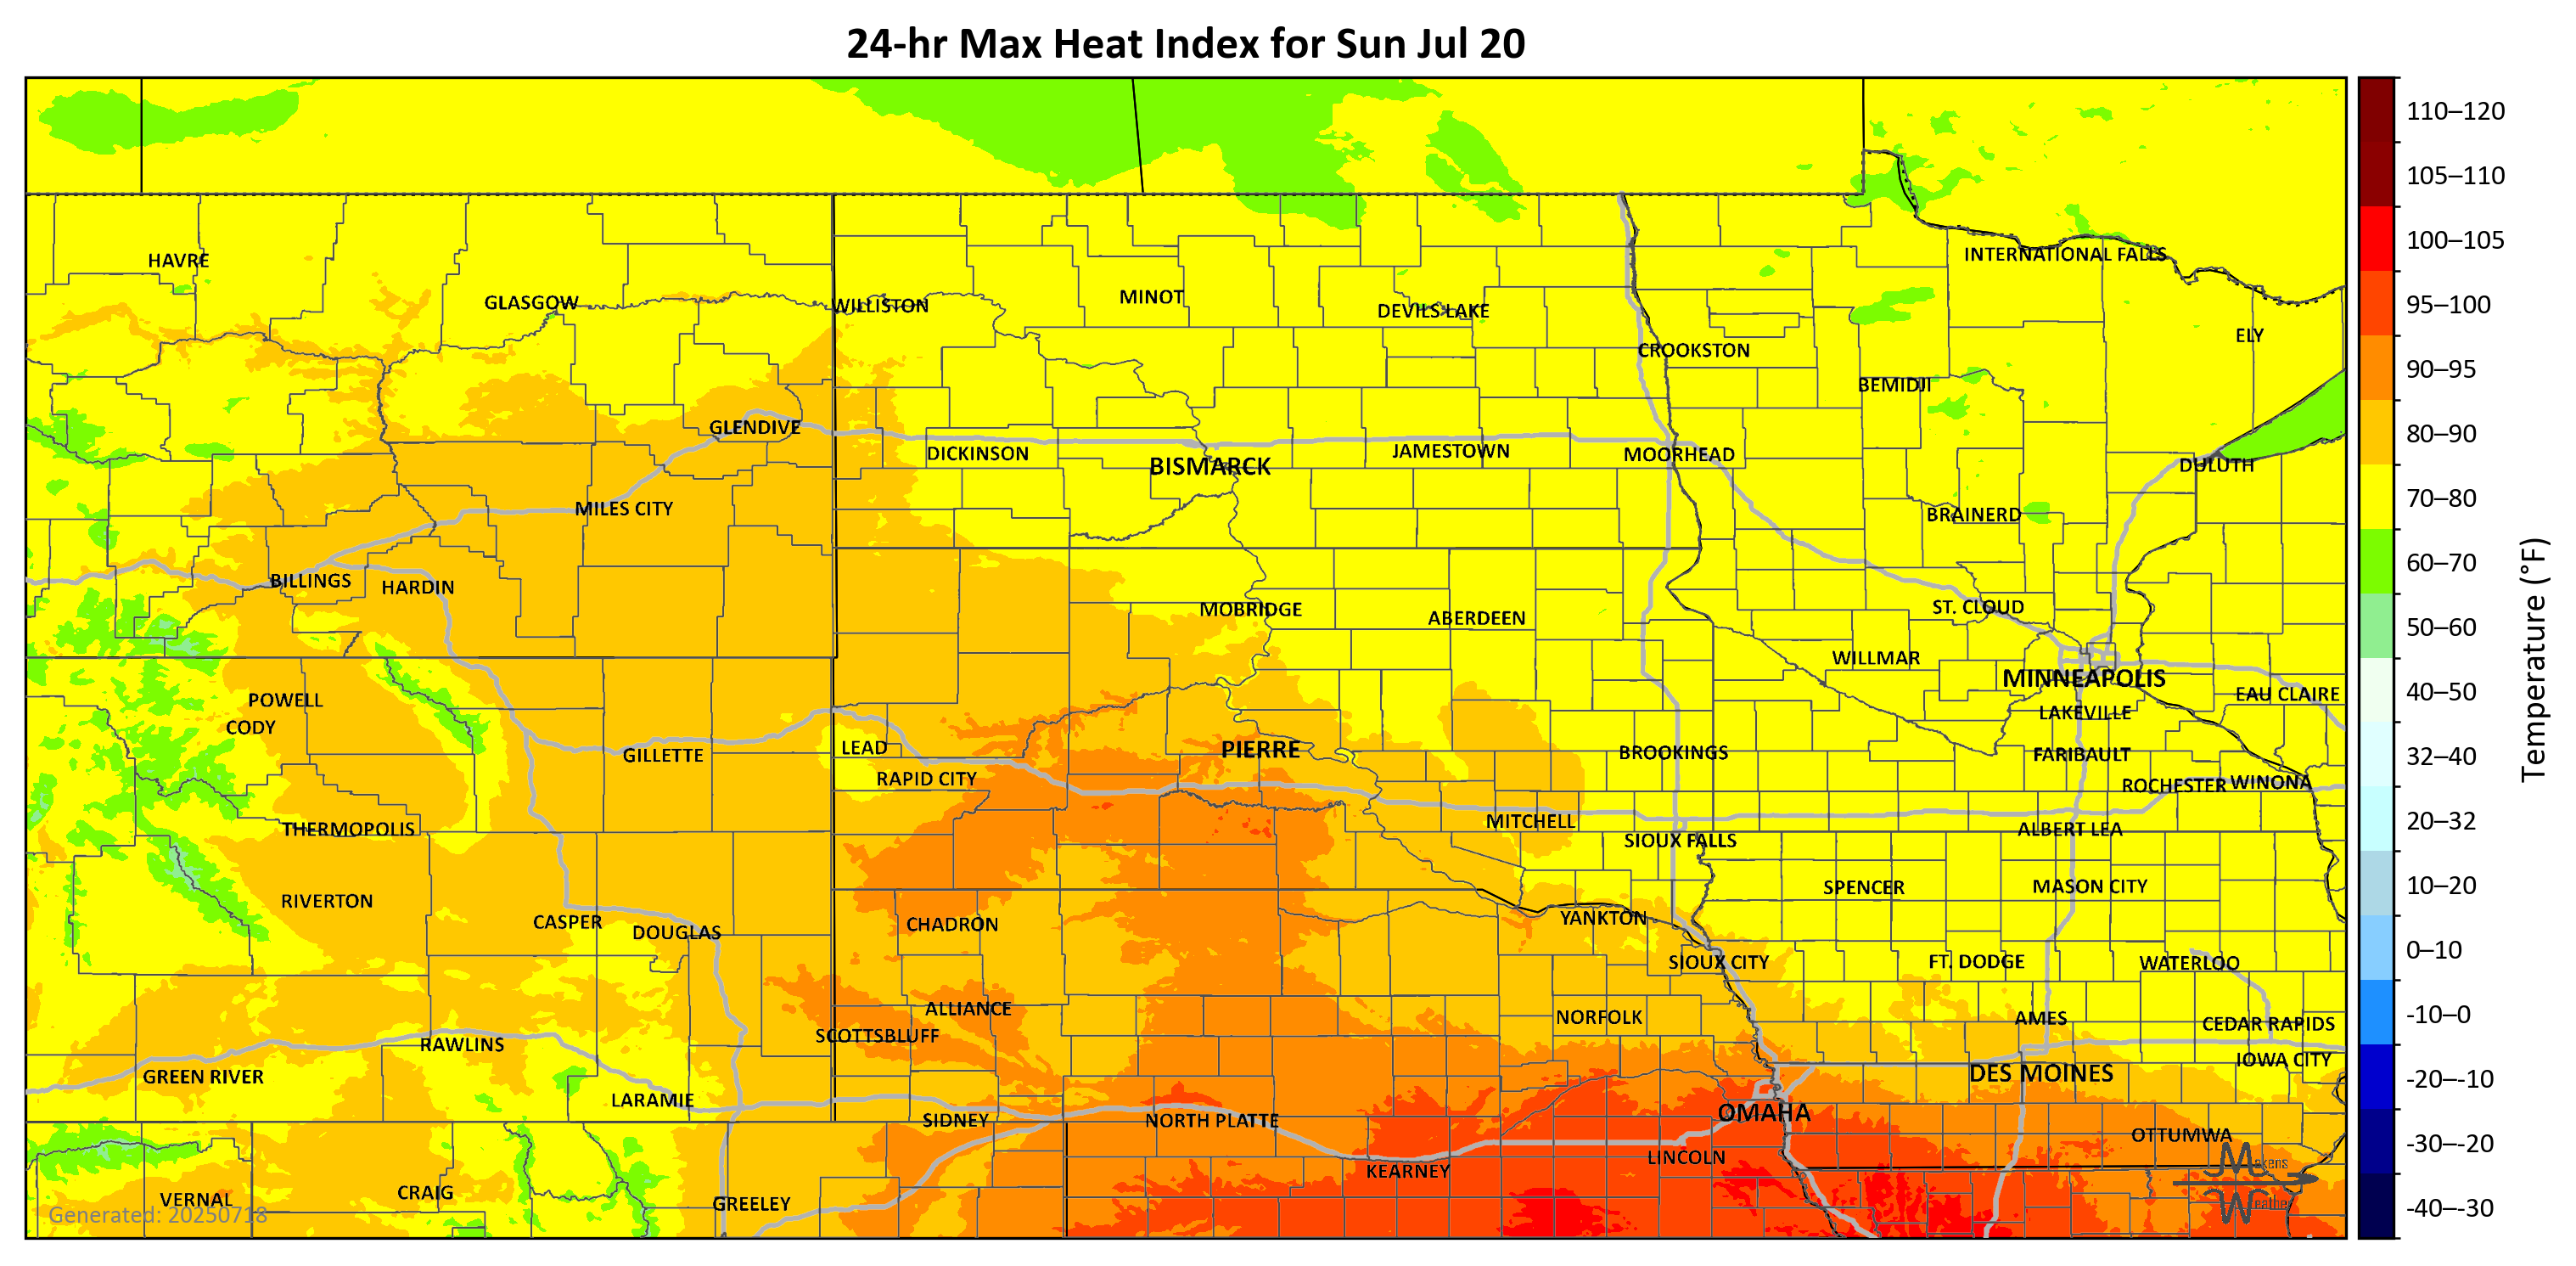 24-hr Max Heat Index for Sun Jul 20
110–120
105–110
100–105
95–100
90–95
80–90
70–80
60–70
50–60
40–50
32–40
20–32
10–20
0–10
-10–0
-20–-10
-30–-20
-40–-30
Temperature (°F)
HAVRE
INTERNATIONAL FALLS
GLASGOW
WILLISTON
MINOT
DEVILS LAKE
ELY
CROOKSTON
BEMIDJI
GLENDIVE
DICKINSON
BISMARCK
JAMESTOWN
MOORHEAD
DULUTH
MILES CITY
BRAINERD
BILLINGS
HARDIN
MOBRIDGE
ABERDEEN
ST. CLOUD
WILLMAR
MINNEAPOLIS
EAU CLAIRE
POWELL
CODY
LAKEVILLE
GILLETTE
LEAD
PIERRE
BROOKINGS
FARIBAULT
RAPID CITY
ROCHESTER
WINONA
THERMOPOLIS
MITCHELL
SIOUX FALLS
ALBERT LEA
RIVERTON
SPENCER
MASON CITY
CASPER
DOUGLAS
CHADRON
YANKTON
SIOUX CITY
FT. DODGE
WATERLOO
ALLIANCE
NORFOLK
AMES
CEDAR RAPIDS
SCOTTSBLUFF
RAWLINS
IOWA CITY
GREEN RIVER
DES MOINES
LARAMIE
SIDNEY
NORTH PLATTE
OMAHA
OTTUMWA
KEARNEY
LINCOLN
VERNAL
CRAIG
GREELEY
Generated: 20250718
Makens
Weather